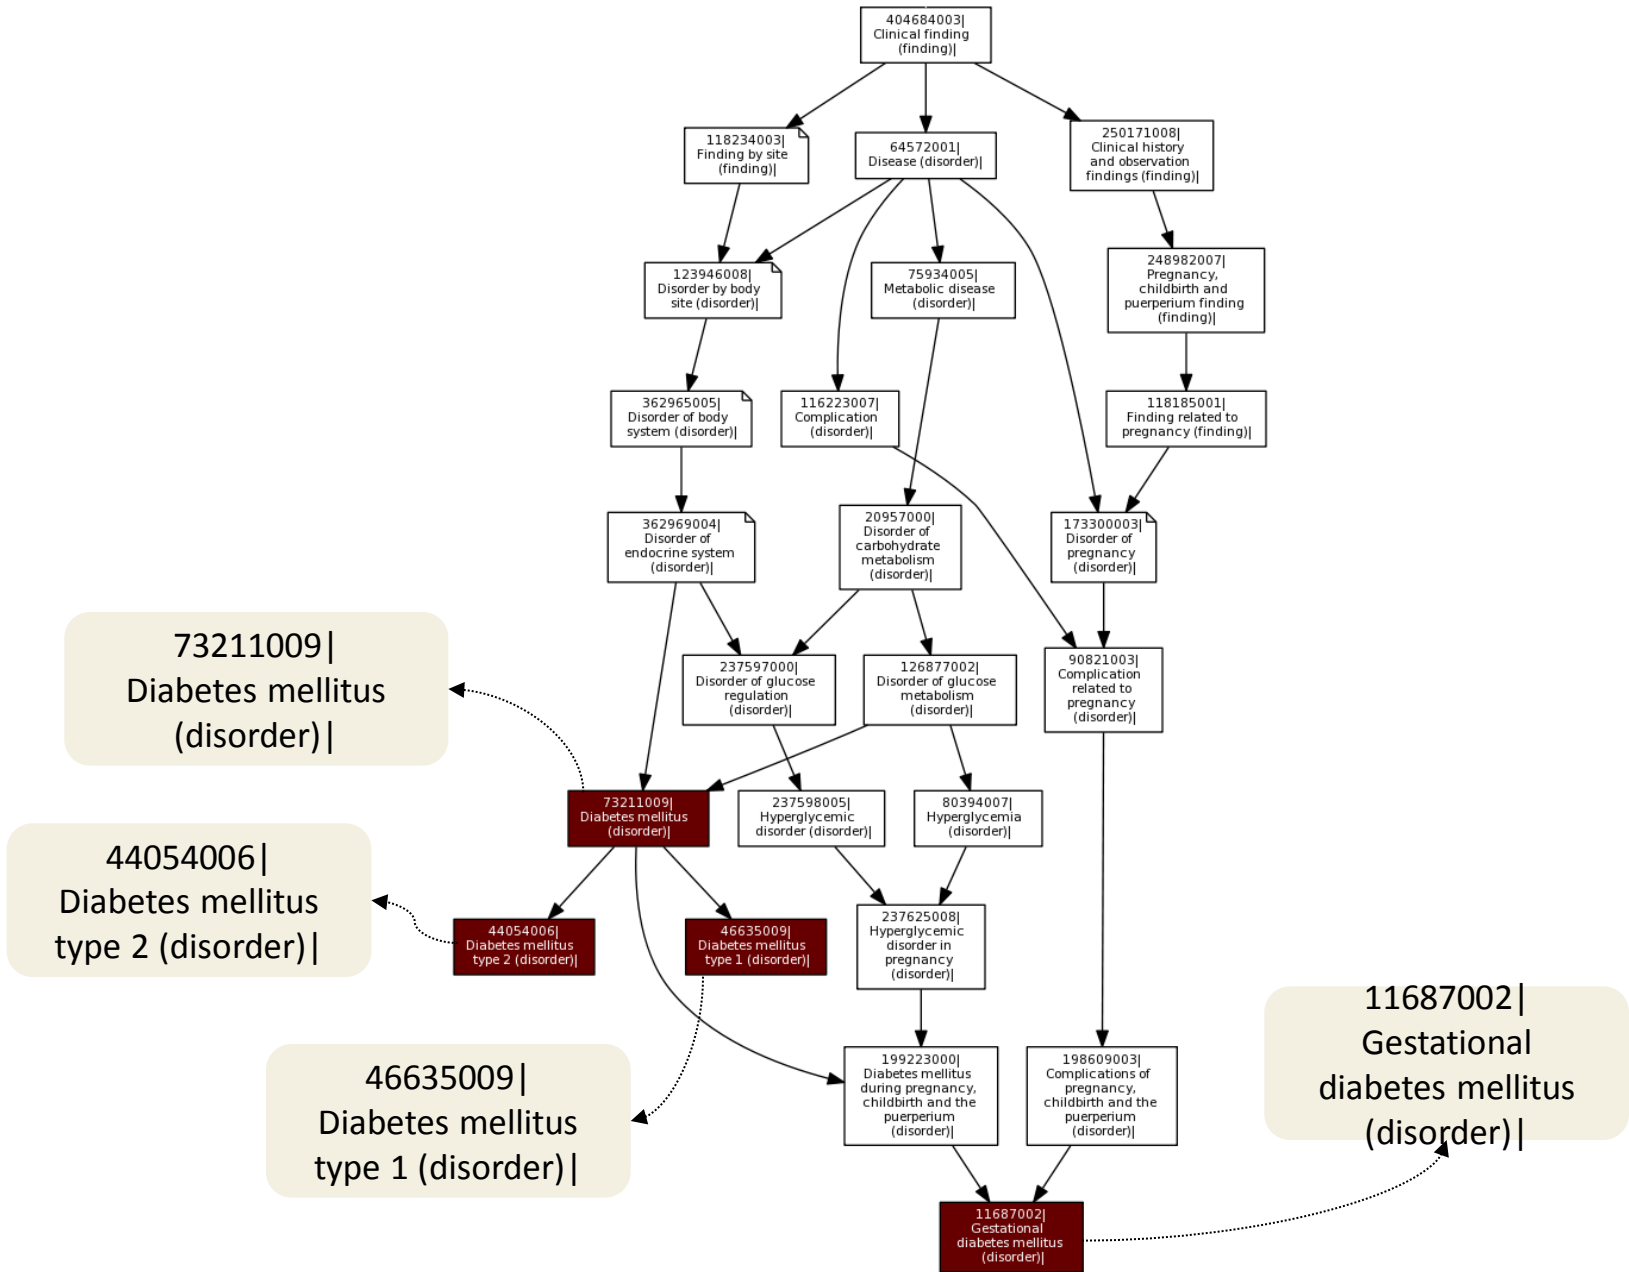 404684003|
Clinical finding
(finding)|
118234003|
Finding by site
(finding)|
64572001|
Disease (disorder)|
250171008|
Clinical history
and observation
findings (finding)|
123946008|
Disorder by body
site (disorder)|
75934005|
Metabolic disease
(disorder)|
248982007|
Pregnancy,
childbirth and
puerperium finding
(finding)|
362965005|
Disorder of body
system (disorder)|
116223007|
Complication
(disorder)|
118185001|
Finding related to
pregnancy (finding)|
362969004|
Disorder of
endocrine system
(disorder)|
20957000|
Disorder of
carbohydrate
metabolism
(disorder)|
173300003|
Disorder of
pregnancy
(disorder)|
73211009|
Diabetes mellitus
(disorder)|
237597000|
Disorder of glucose
regulation
(disorder)|
126877002|
Disorder of glucose
metabolism
(disorder)|
90821003|
Complication
related to
pregnancy
(disorder)|
73211009|
Diabetes mellitus
(disorder)|
237598005|
Hyperglycemic
disorder (disorder)|
80394007|
Hyperglycemia
(disorder)|
44054006|
Diabetes mellitus
type 2 (disorder)|
44054006|
Diabetes mellitus
type 2 (disorder)|
46635009|
Diabetes mellitus
type 1 (disorder)|
237625008|
Hyperglycemic
disorder in
pregnancy
(disorder)|
46635009|
Diabetes mellitus
type 1 (disorder)|
199223000|
Diabetes mellitus
during pregnancy,
childbirth and the
puerperium
(disorder)|
198609003|
Complications of
pregnancy,
childbirth and the
puerperium
(disorder)|
11687002|
Gestational
diabetes mellitus
(disorder)|
11687002|
Gestational
diabetes mellitus
(disorder)|